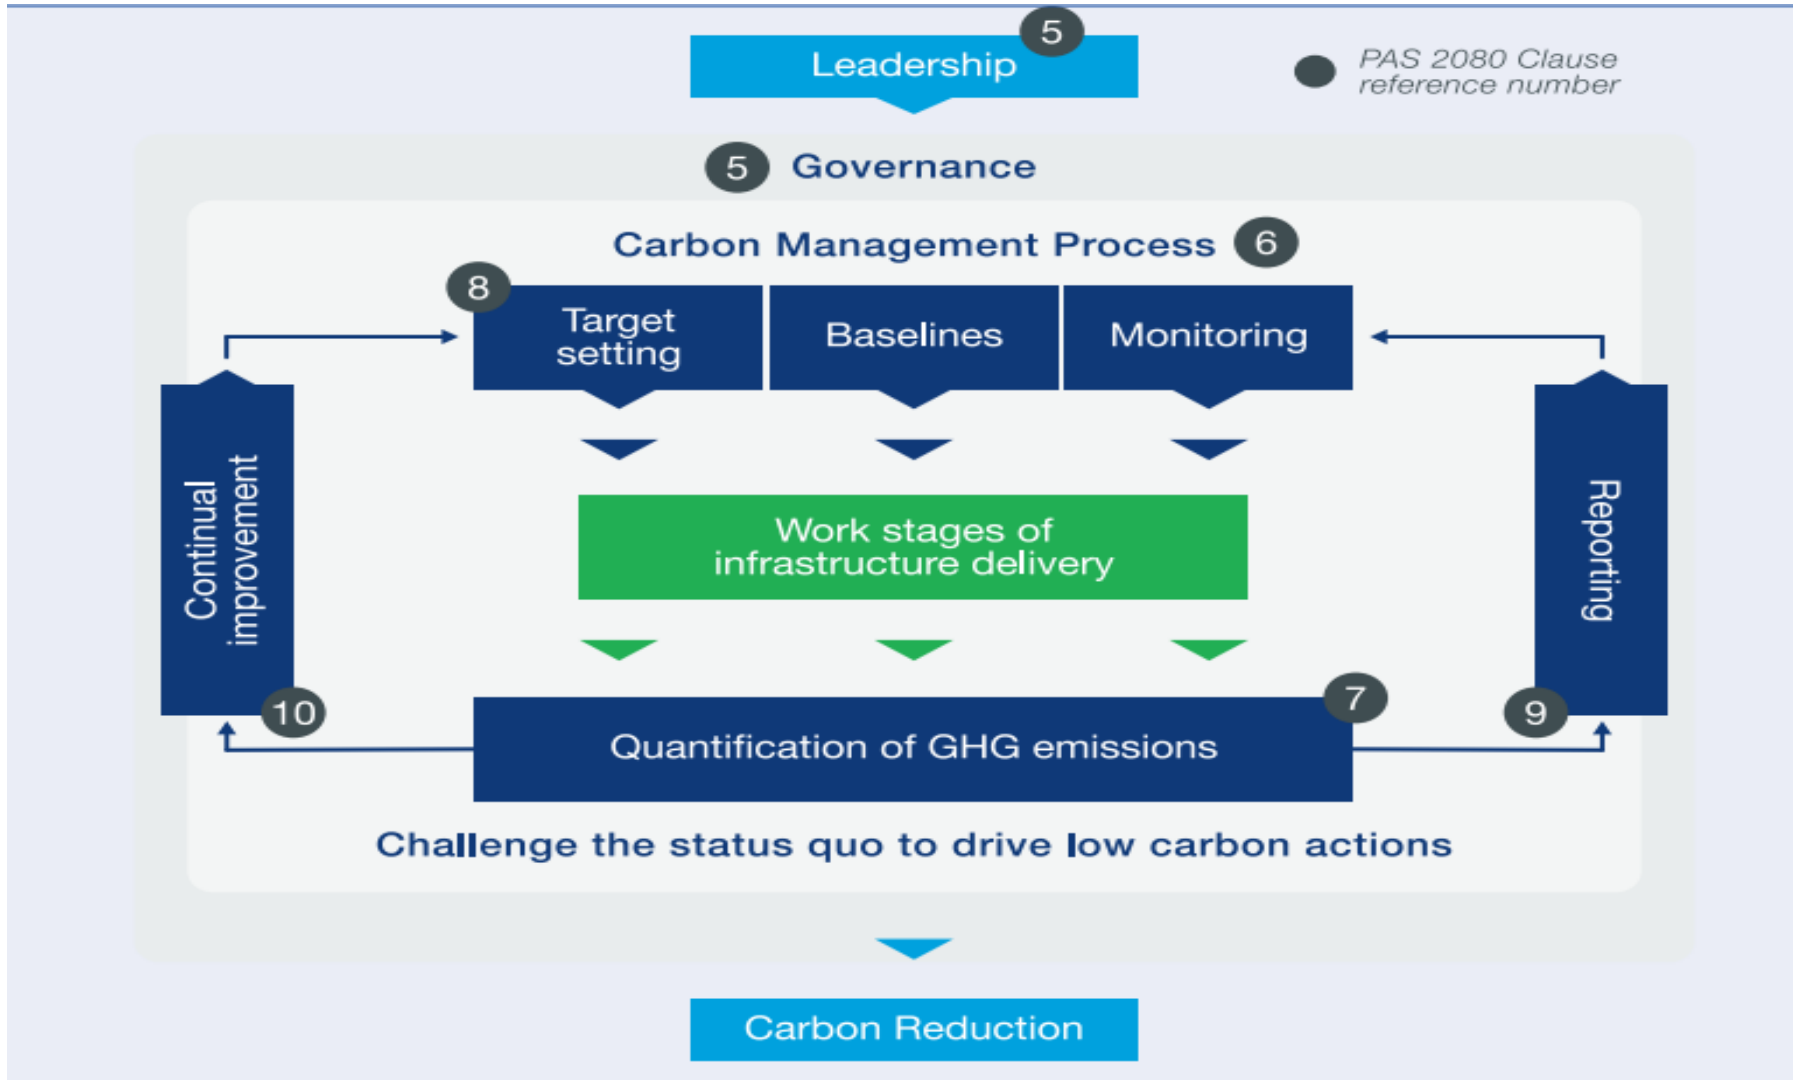 Leadership
5
PAS 2080 Clause
reference number
5
Governance
Carbon Management Process
6
8
Target
setting
Baselines
Monitoring
Continual
improvement
10
Work stages of
infrastructure delivery
Reporting
9
7
Quantification of GHG emissions
Challenge the status quo to drive low carbon actions
Carbon Reduction